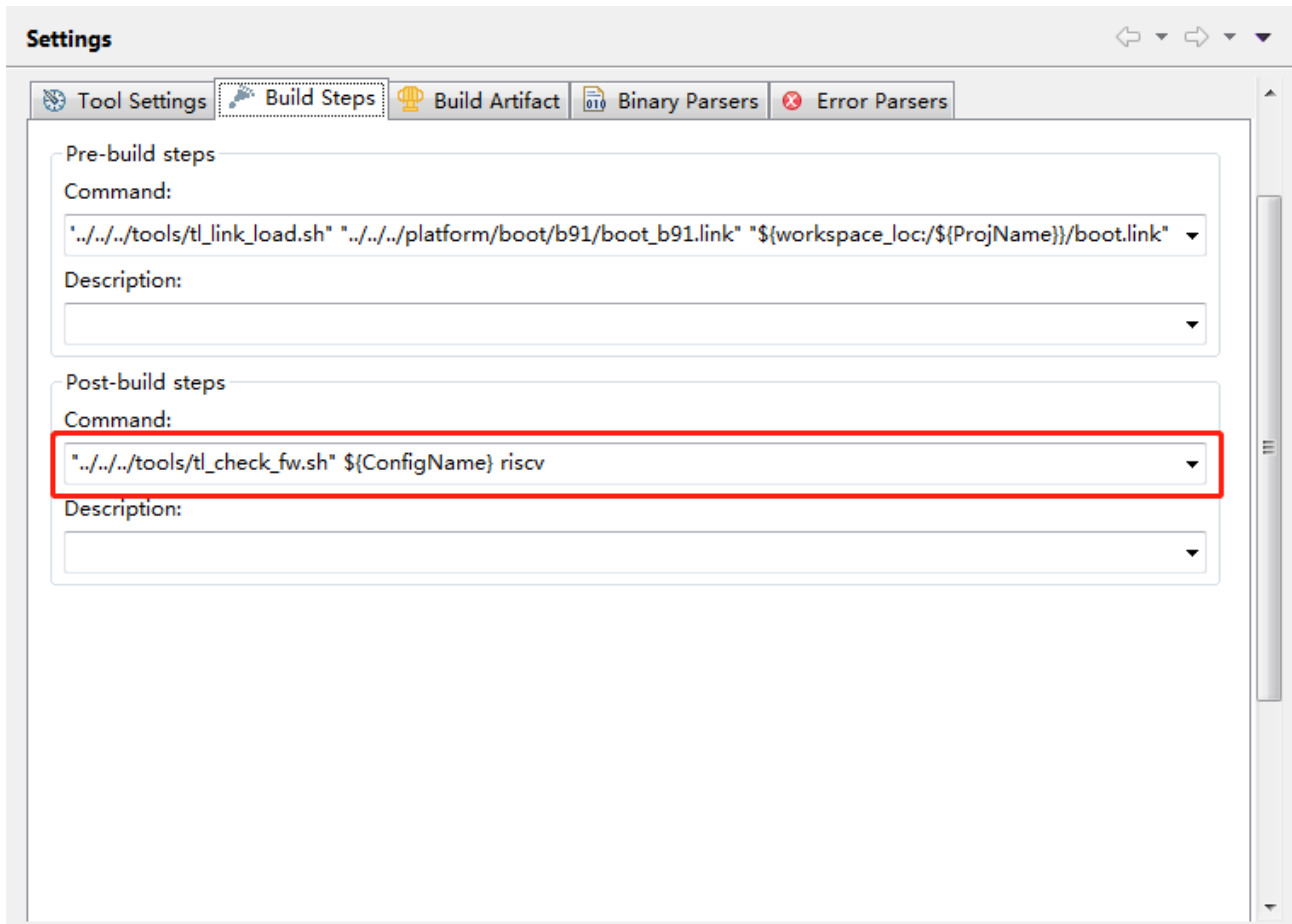 Settings
Tool Settings Build Steps Build Artifact Binary Parsers Error Parsers
Pre-build steps
Command:
"../../../tools/tl_link_load.sh" "../../../platform/boot/b91/boot_b91.link" "${workspace_loc:/${ProjName}}/boot.link"
Description:
Post-build steps
Command:
"../../../tools/tl_check_fw.sh" ${ConfigName} riscv
Description: